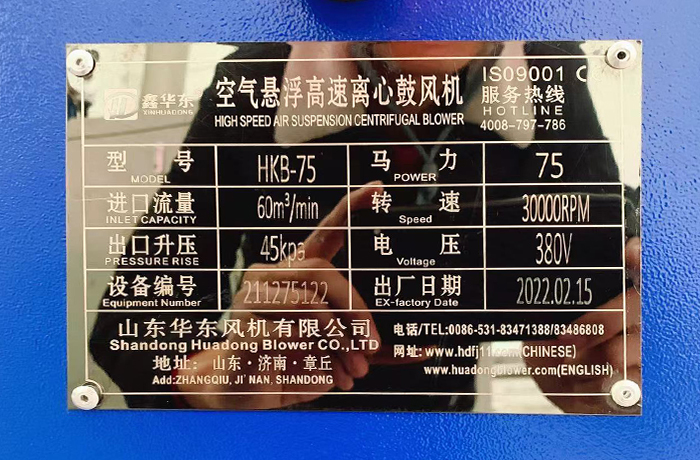 鑫华东
XINHUADONG
空气悬浮高速离心鼓风机
HIGH SPEED AIR SUSPENSION CENTRIFUGAL BLOWER
ISO9001 C
服务热线
HOTLINE
4008-797-786
型 号 HKB-75 马 力 75
MODEL POWER
进口流量 60m³/min 转 速 30000RPM
INLET CAPACITY Speed
出口升压 45kpa 电 压 380V
PRESSURE RISE Voltage
设备编号 211275122 出厂日期 2022.02.15
Equipment Number EX-factory Date
山东华东风机有限公司
Shandong Huadong Blower CO.,LTD
地址: 山东·济南·章丘
Add:ZHANGQIU, JI'NAN, SHANDONG
电话/TEL:0086-531-83471388/83486808
网址: www.hdfj11.com(CHINESE)
www.huadongblower.com(ENGLISH)